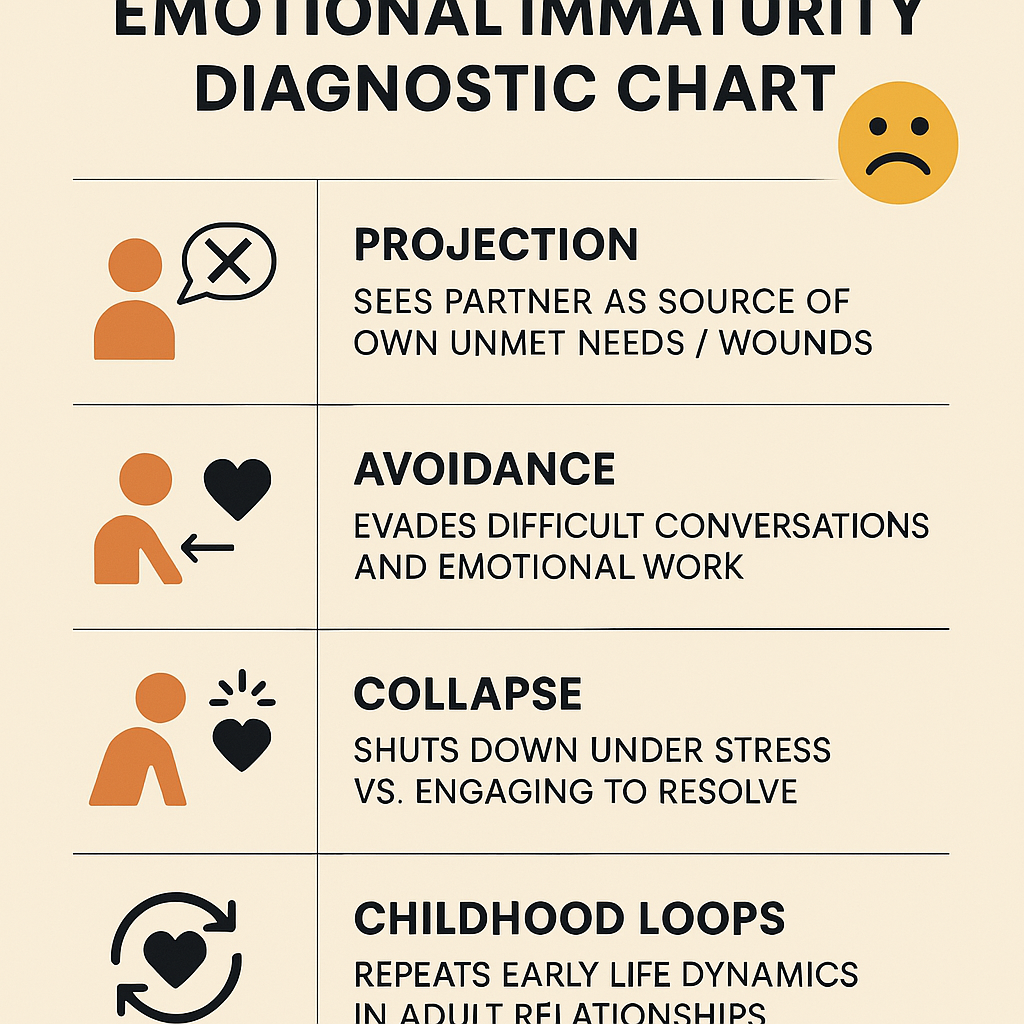 EMOTIONAL IMMATURITY
DIAGNOSTIC CHART
PROJECTION
SEES PARTNER AS SOURCE OF
OWN UNMET NEEDS / WOUNDS
AVOIDANCE
EVADES DIFFICULT CONVERSATIONS
AND EMOTIONAL WORK
COLLAPSE
SHUTS DOWN UNDER STRESS
VS. ENGAGING TO RESOLVE
CHILDHOOD LOOPS
REPEATS EARLY LIFE DYNAMICS
IN ADULT RELATIONSHIPS